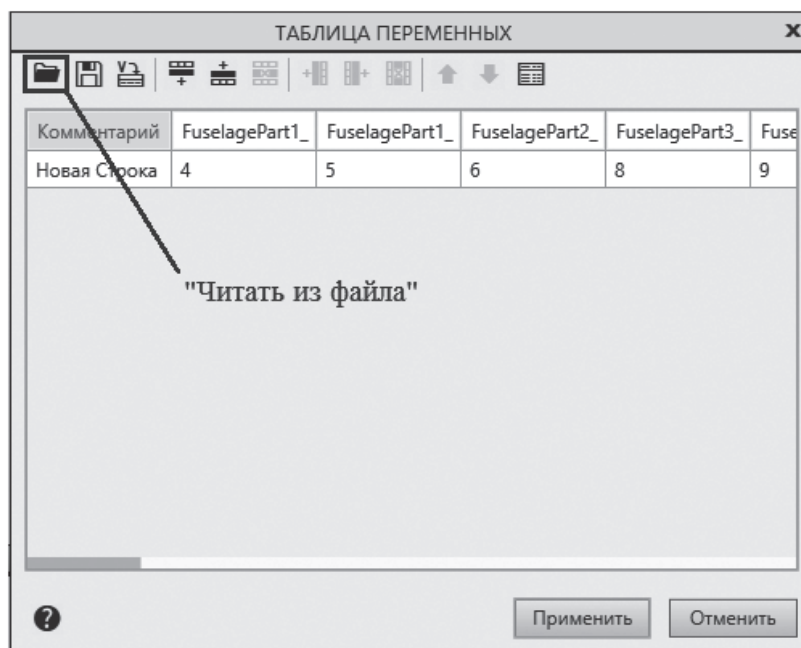 ТАБЛИЦА ПЕРЕМЕННЫХ
Комментарий FuselagePart1_ FuselagePart1_ FuselagePart2_ FuselagePart3_ Fuse
Новая Строка 4 5 6 8 9
"Читать из файла"
Применить Отменить